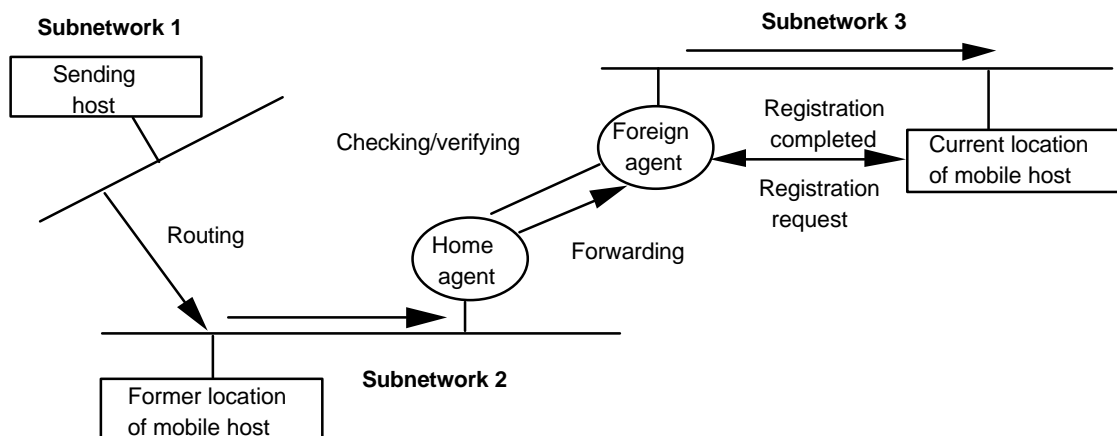 Subnetwork 1
Subnetwork 3
Sending
host
Checking/verifying
Foreign
agent
Registration
completed
Current location
of mobile host
Registration
request
Routing
Home
agent
Forwarding
Subnetwork 2
Former location
of mobile host